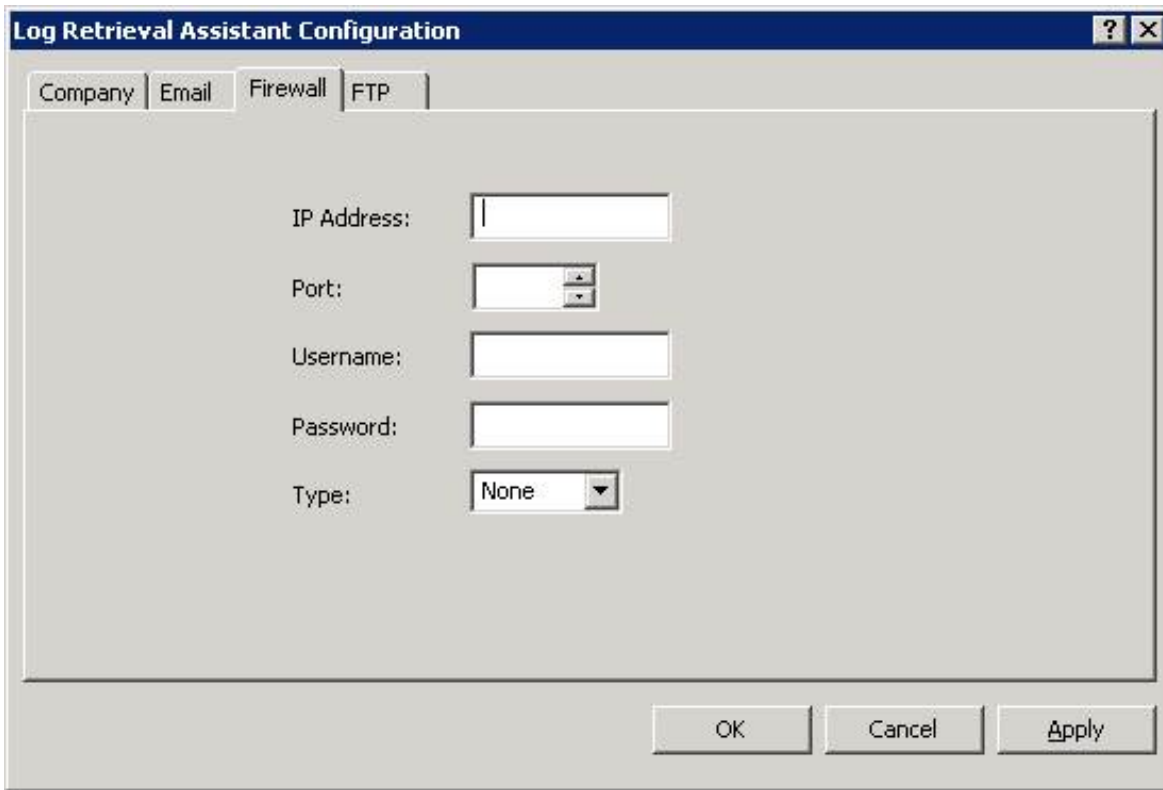 Log Retrieval Assistant Configuration
Company Email Firewall FTP
IP Address:
Port:
Username:
Password:
Type: None
OK Cancel Apply